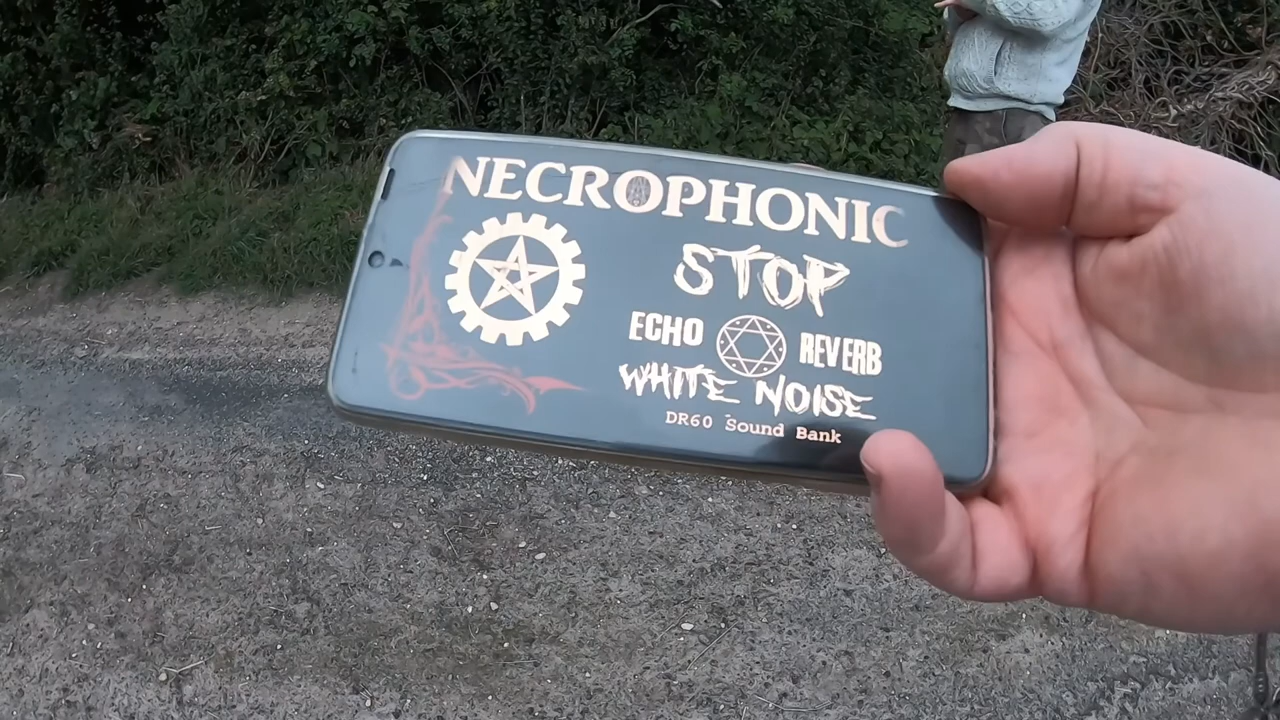 NECROPHONIC
STOP
ECHO REVERB
WHITE NOISE
DR60 Sound Bank